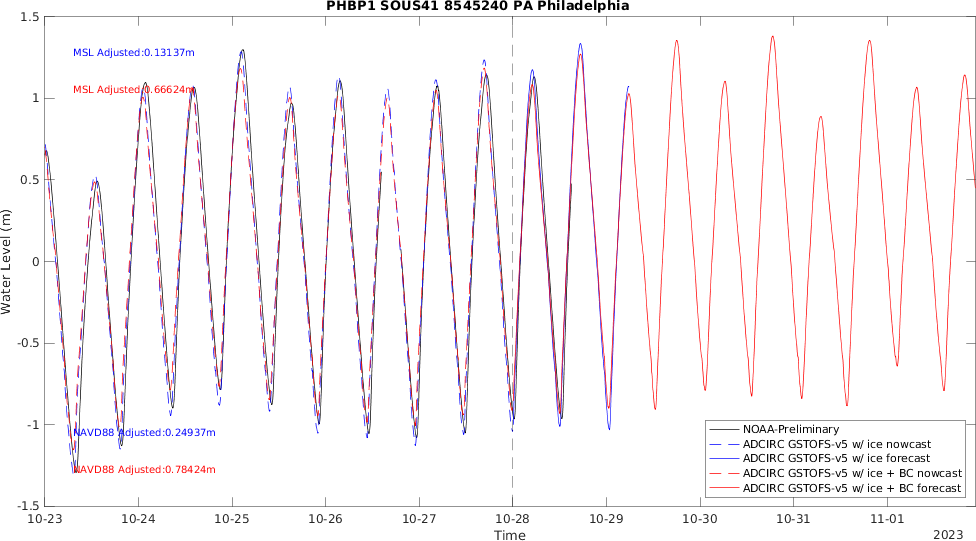 PHBP1 SOUS41 8545240 PA Philadelphia
1.5
MSL Adjusted:0.13137m
MSL Adjusted:0.66624m
1
0.5
0
-0.5
-1
-1.5
Water Level (m)
NAVD88 Adjusted:0.24937m
NAVD88 Adjusted:0.78424m
NOAA-Preliminary
ADCIRC GSTOFS-v5 w/ ice nowcast
ADCIRC GSTOFS-v5 w/ ice forecast
ADCIRC GSTOFS-v5 w/ ice + BC nowcast
ADCIRC GSTOFS-v5 w/ ice + BC forecast
10-23 10-24 10-25 10-26 10-27 10-28 10-29 10-30 10-31 11-01
Time
2023